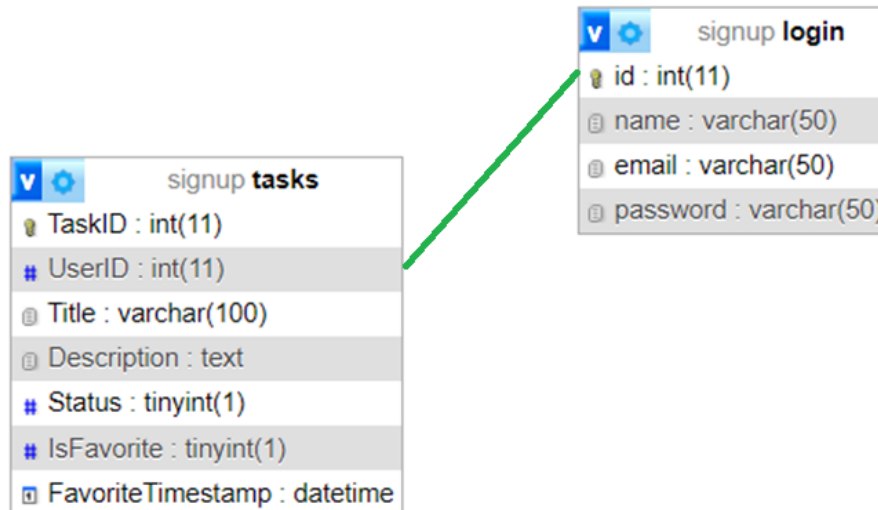 v signup login
id : int(11)
name : varchar(50)
email : varchar(50)
password : varchar(50)
v signup tasks
TaskID : int(11)
# UserID : int(11)
Title : varchar(100)
Description : text
# Status : tinyint(1)
# IsFavorite : tinyint(1)
FavoriteTimestamp : datetime